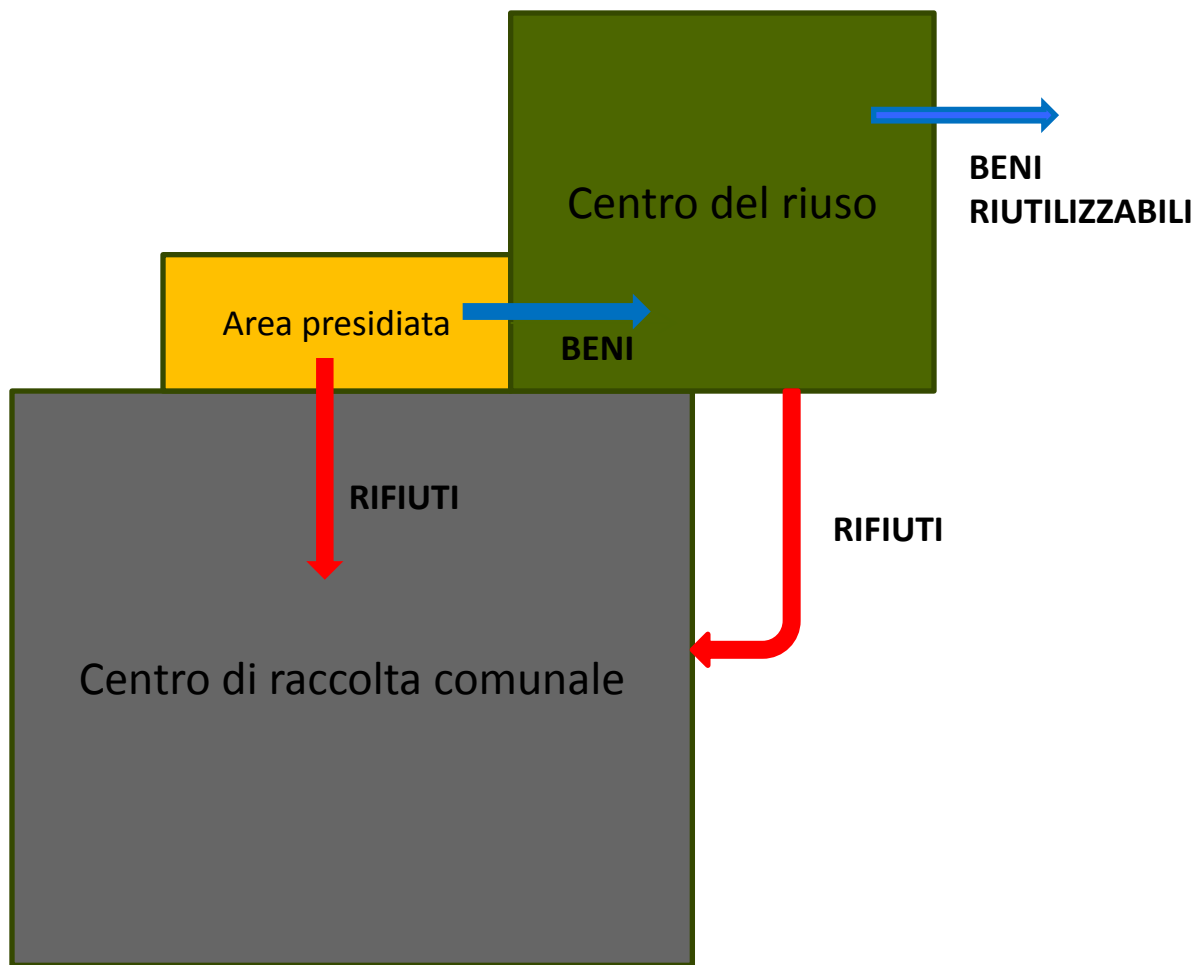 Centro del riuso
BENI
RIUTILIZZABILI
Area presidiata
BENI
RIFIUTI
RIFIUTI
Centro di raccolta comunale